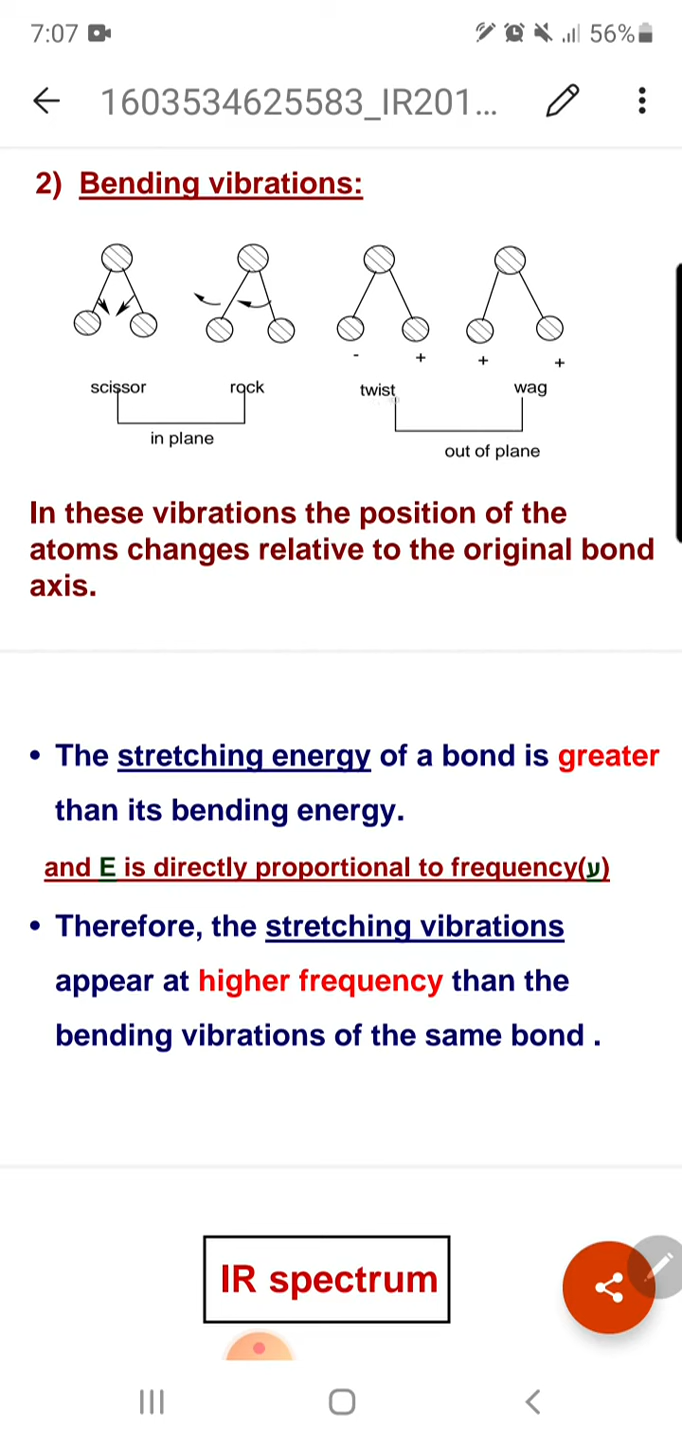 7:07 56%
1603534625583_IR201...
2) Bending vibrations:
- + + +
scissor rock twist wag
in plane out of plane
In these vibrations the position of the
atoms changes relative to the original bond
axis.
• The stretching energy of a bond is greater
than its bending energy.
and E is directly proportional to frequency(ע)
• Therefore, the stretching vibrations
appear at higher frequency than the
bending vibrations of the same bond .
IR spectrum